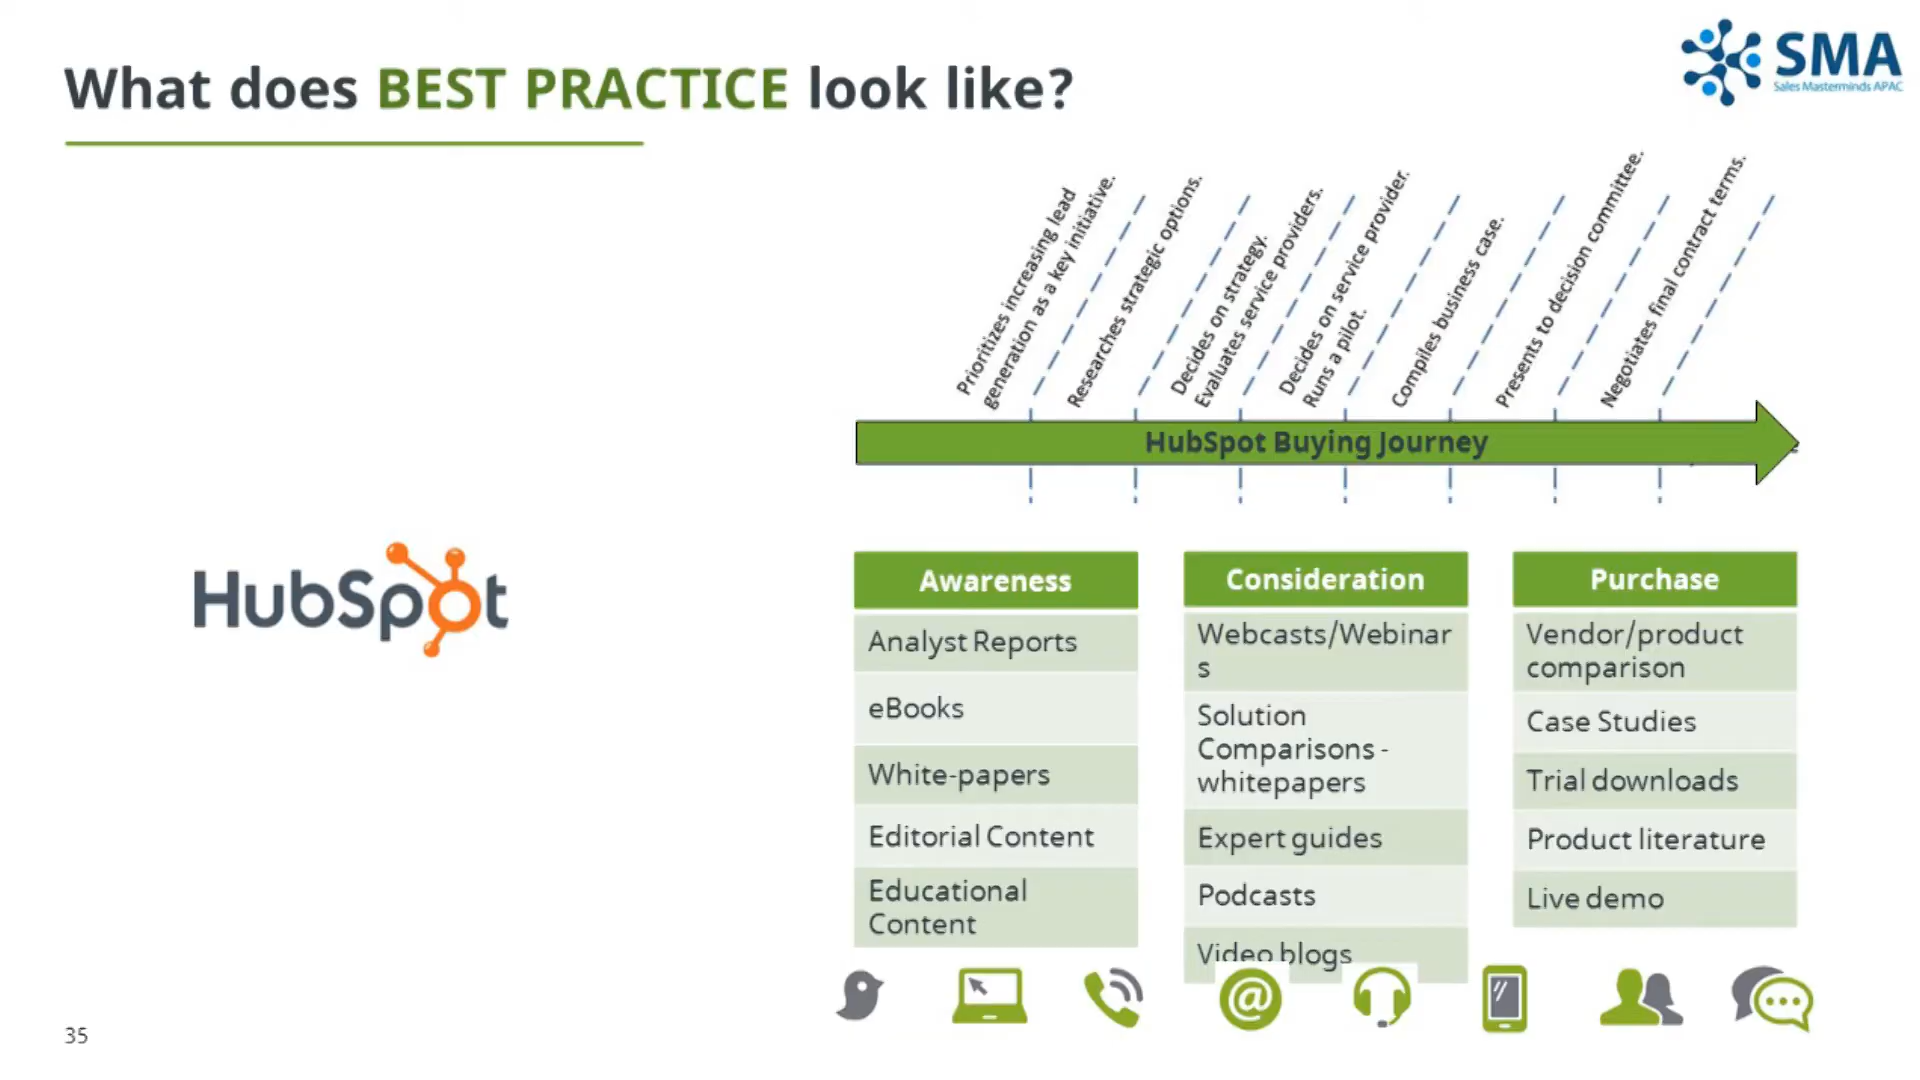 What does BEST PRACTICE look like?
SMA
Sales Masterminds APAC
Prioritizes increasing lead
generation as a key initiative.
Researches strategic options.
Decides on strategy.
Evaluates service providers.
Decides on service provider.
Runs a pilot.
Compiles business case.
Presents to decision committee.
Negotiates final contract terms.
HubSpot Buying Journey
HubSpot
Awareness
Analyst Reports
eBooks
White-papers
Editorial Content
Educational
Content
Consideration
Webcasts/Webinar
s
Solution
Comparisons -
whitepapers
Expert guides
Podcasts
Video blogs
Purchase
Vendor/product
comparison
Case Studies
Trial downloads
Product literature
Live demo
@
35